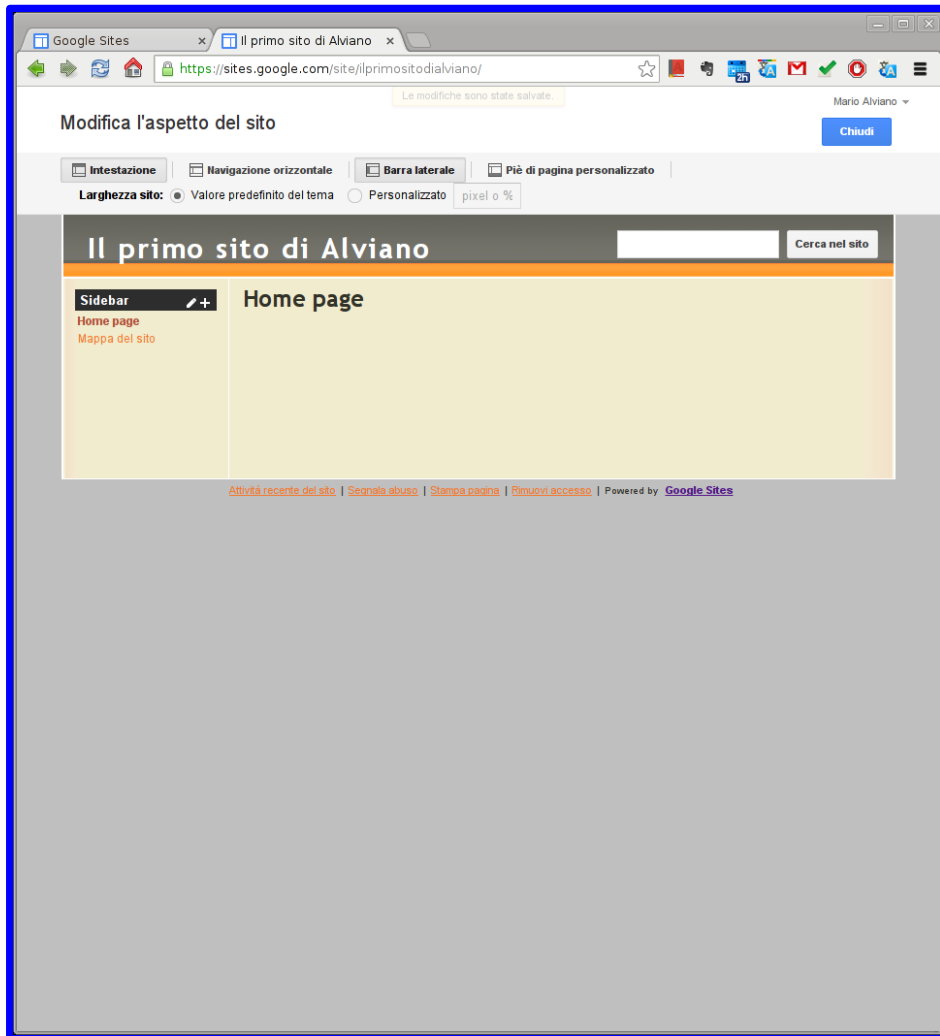 Google Sites
Il primo sito di Alviano
https://sites.google.com/site/ilprimositodialviano/
2h
Le modifiche sono state salvate.
Mario Alviano
Modifica l'aspetto del sito
Chiudi
Intestazione Navigazione orizzontale Barra laterale Piè di pagina personalizzato
Larghezza sito: Valore predefinito del tema Personalizzato pixel o %
Il primo sito di Alviano
Cerca nel sito
Sidebar
Home page
Home page
Mappa del sito
Attività recente del sito | Segnala abuso | Stampa pagina | Rimuovi accesso | Powered by Google Sites